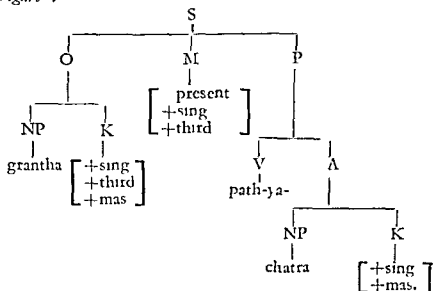 S
O M P
present
+sing
+third
NP K
grantha +sing
+third
+mas
V A
path-ya-
NP K
chatra +sing
+mas.